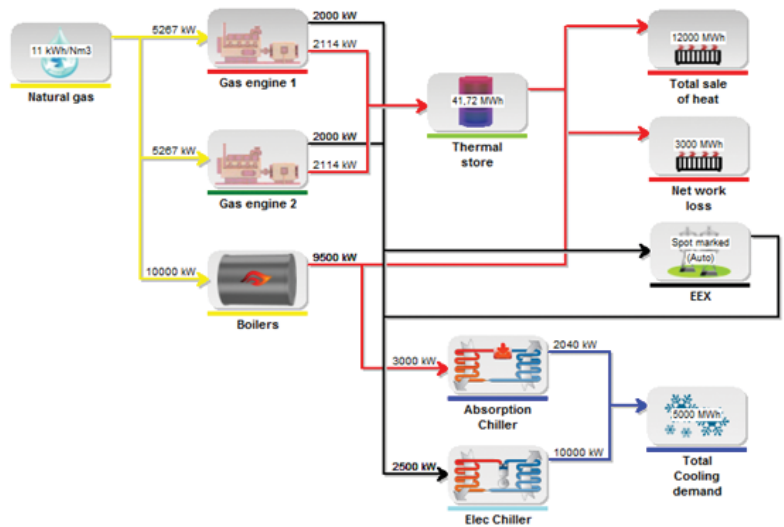 11 kWh/Nm3
Natural gas
5267 kW
5267 kW
10000 kW
Gas engine 1
2000 kW
2114 kW
Gas engine 2
2000 kW
2114 kW
Boilers
9500 kW
41,72 MWh
Thermal
store
12000 MWh
Total sale
of heat
3000 MWh
Net work
loss
Spot marked
(Auto)
EEX
3000 kW
Absorption
Chiller
2040 kW
2500 kW
Elec Chiller
10000 kW
5000 MWh
Total
Cooling
demand